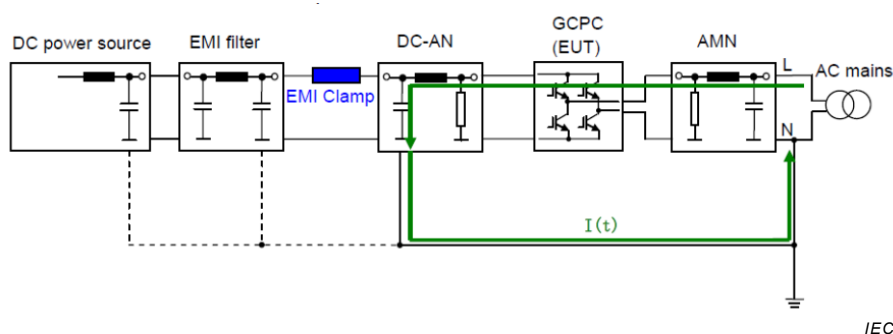 DC power source
EMI filter
EMI Clamp
DC-AN
GCPC
(EUT)
AMN
L
AC mains
N
I(t)
IEC